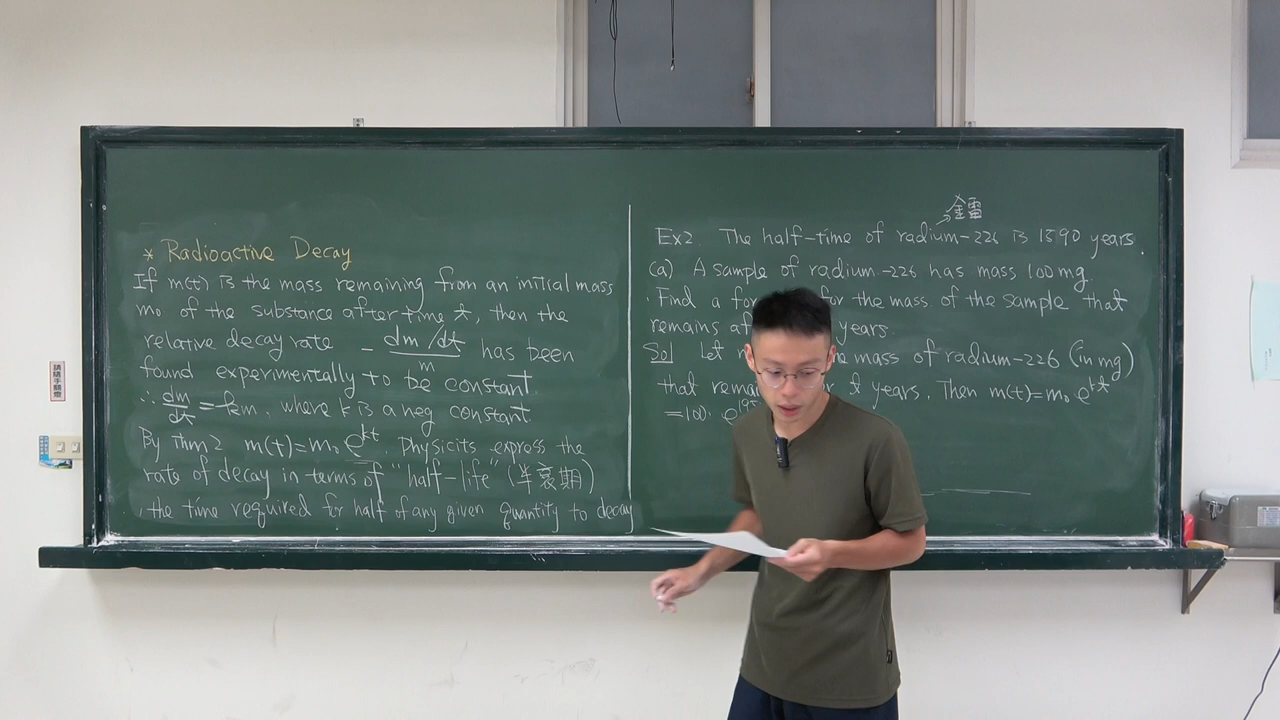 * Radioactive Decay
If m(t) is the mass remaining from an initial mass
m₀ of the substance after time t, then the
relative decay rate - dm/dt / m has been
found experimentally to be constant.
∴ dm/dt = km, where k is a neg constant
By Thm2 m(t) = m₀ e^kt. Physicits express the
rate of decay in terms of "half-life" (半衰期)
, the time required for half of any given quantity to decay
Ex2. The half-time of radium-226 is 1590 years.
(a) A sample of radium-226 has mass 100 mg.
Find a for the mass of the sample that
remains years.
Sol Let mass of radium-226 (in mg)
that t years. Then m(t) = m₀ e^kt
= 100 · e